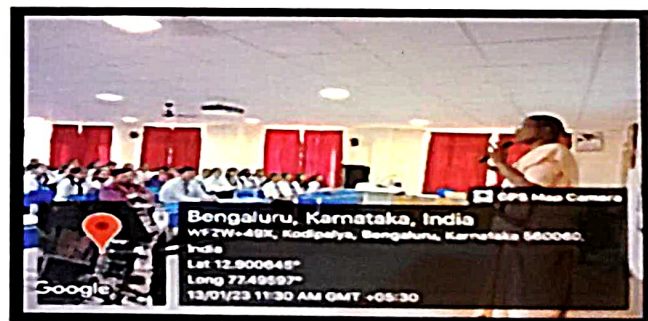 GPS Map Camera
Bengaluru, Karnataka, India
WFZW+49X, Kodipalya, Bengaluru, Karnataka 560060,
India
Lat 12.900645°
Long 77.49597°
13/01/23 11:30 AM GMT +05:30
Google